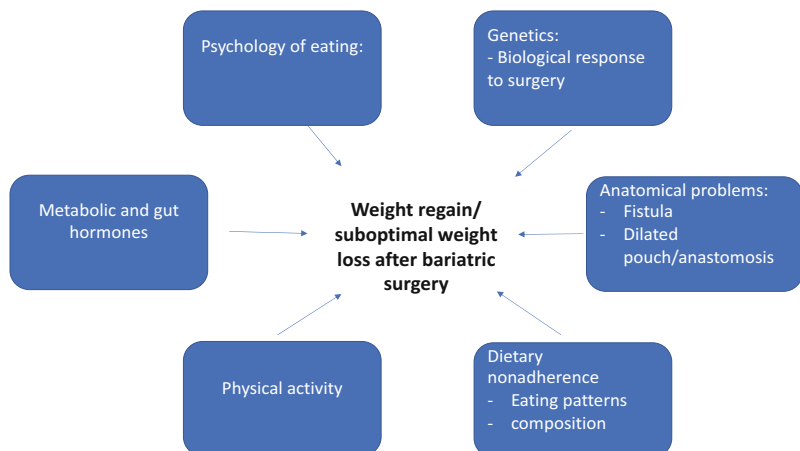 Psychology of eating:
Genetics:
- Biological response
to surgery
Metabolic and gut
hormones
Weight regain/
suboptimal weight
loss after bariatric
surgery
Anatomical problems:
- Fistula
- Dilated
pouch/anastomosis
Physical activity
Dietary
nonadherence
- Eating patterns
- composition